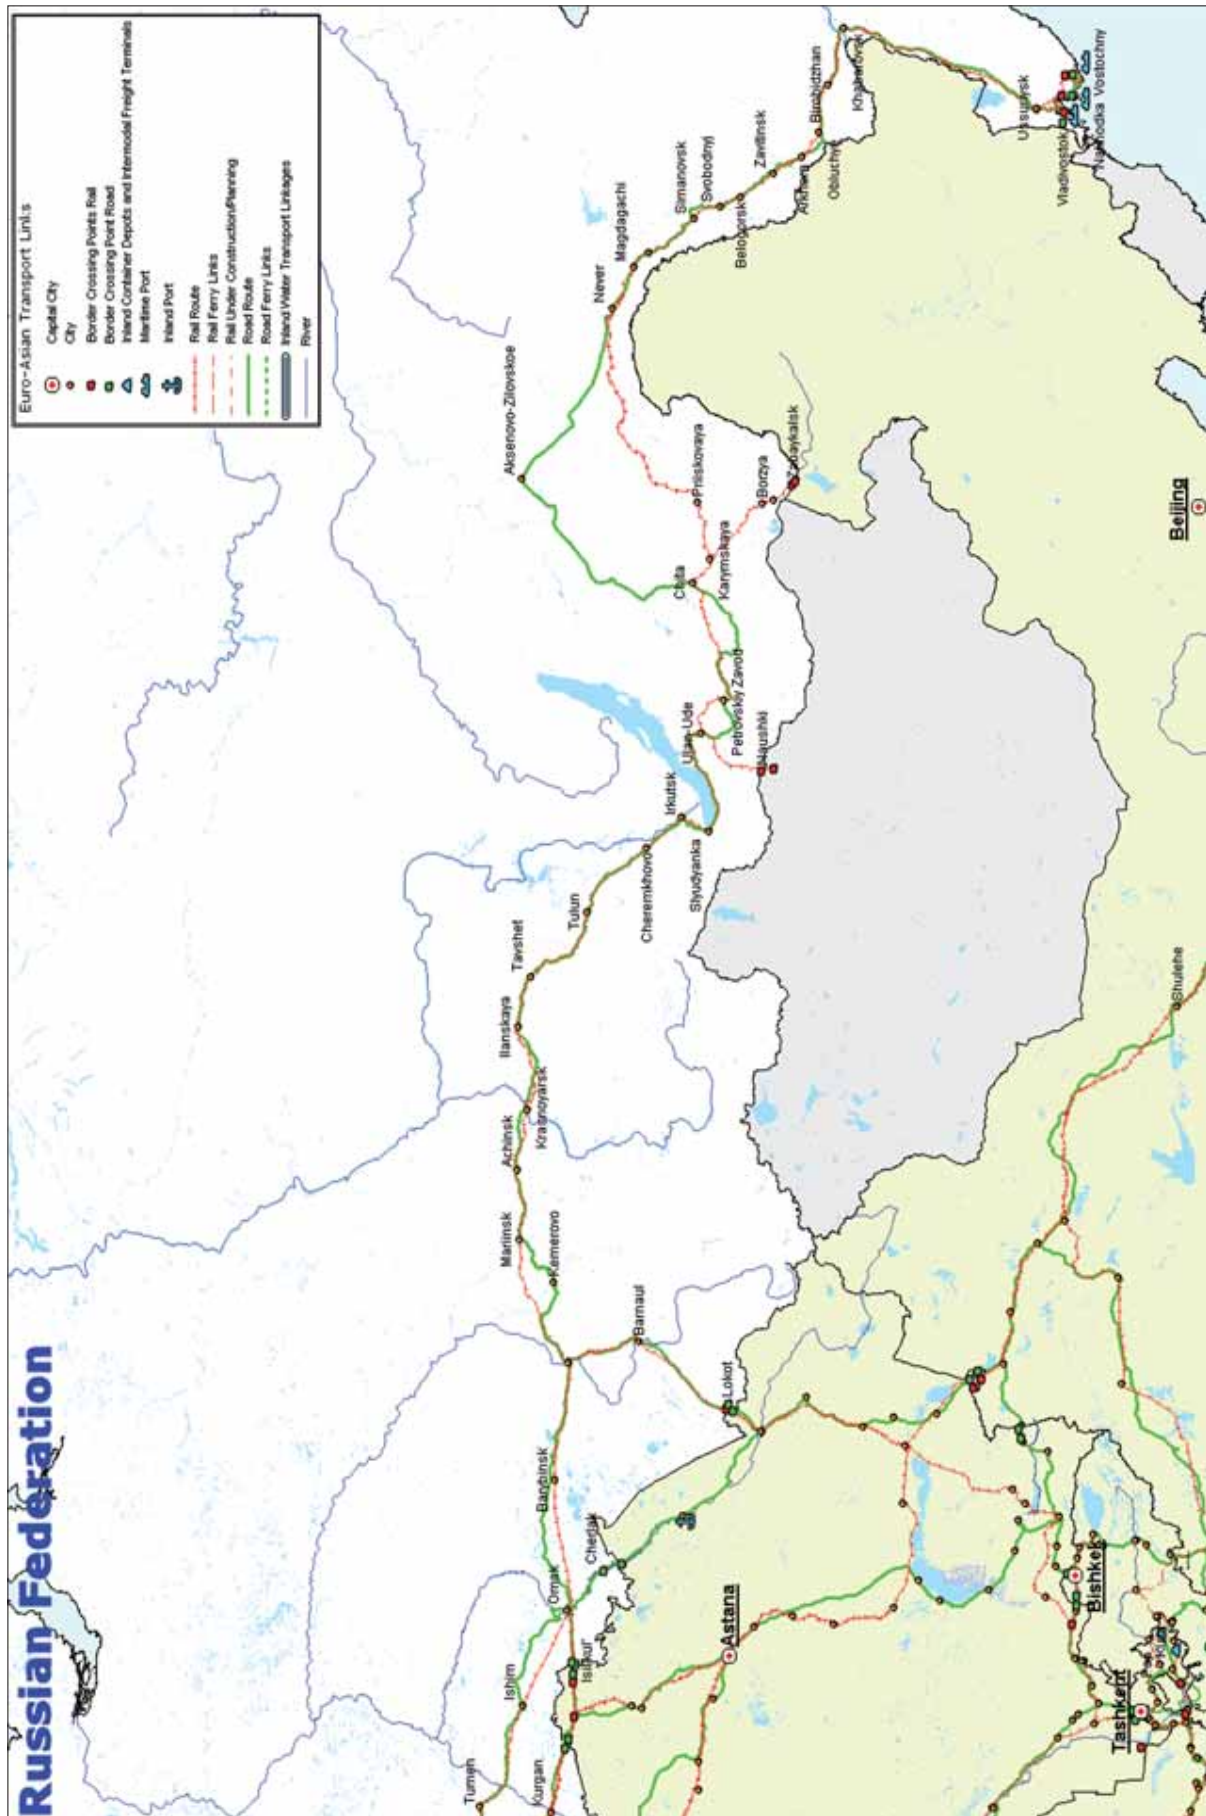 Russian Federation
Euro-Asian Transport Links
Capital City
City
Border Crossing Points Rail
Border Crossing Point Road
Inland Container Depots and Intermodal Freight Terminals
Maritime Port
Inland Port
Rail Route
Rail Ferry Links
Rail Under Construction/Planning
Road Route
Road Ferry Links
Inland Water Transport Linkages
River
Tumen
Ishim
Kurgan
Isilkul'
Omsk
Cherlak
Barybinsk
Lokot
Barnaul
Kemerovo
Mariinsk
Achinsk
Krasnoyarsk
Ilanskaya
Tayshet
Tulun
Cheremkhovo
Irkutsk
Slyudyanka
Ulan-Ude
Naushki
Petrovskiy Zavod
Chita
Karymskaya
Priiskovaya
Borzya
Zabaykalsk
Aksenovo-Zilovskoe
Never
Magdagachi
Simanovsk
Svobodnyj
Belogorsk
Zavitinsk
Arkhara
Obluchye
Birobidzhan
Khabarovsk
Ussuriysk
Vladivostok
Nakhodka
Vostochny
Astana
Bishkek
Tashkent
Shulehe
Beijing